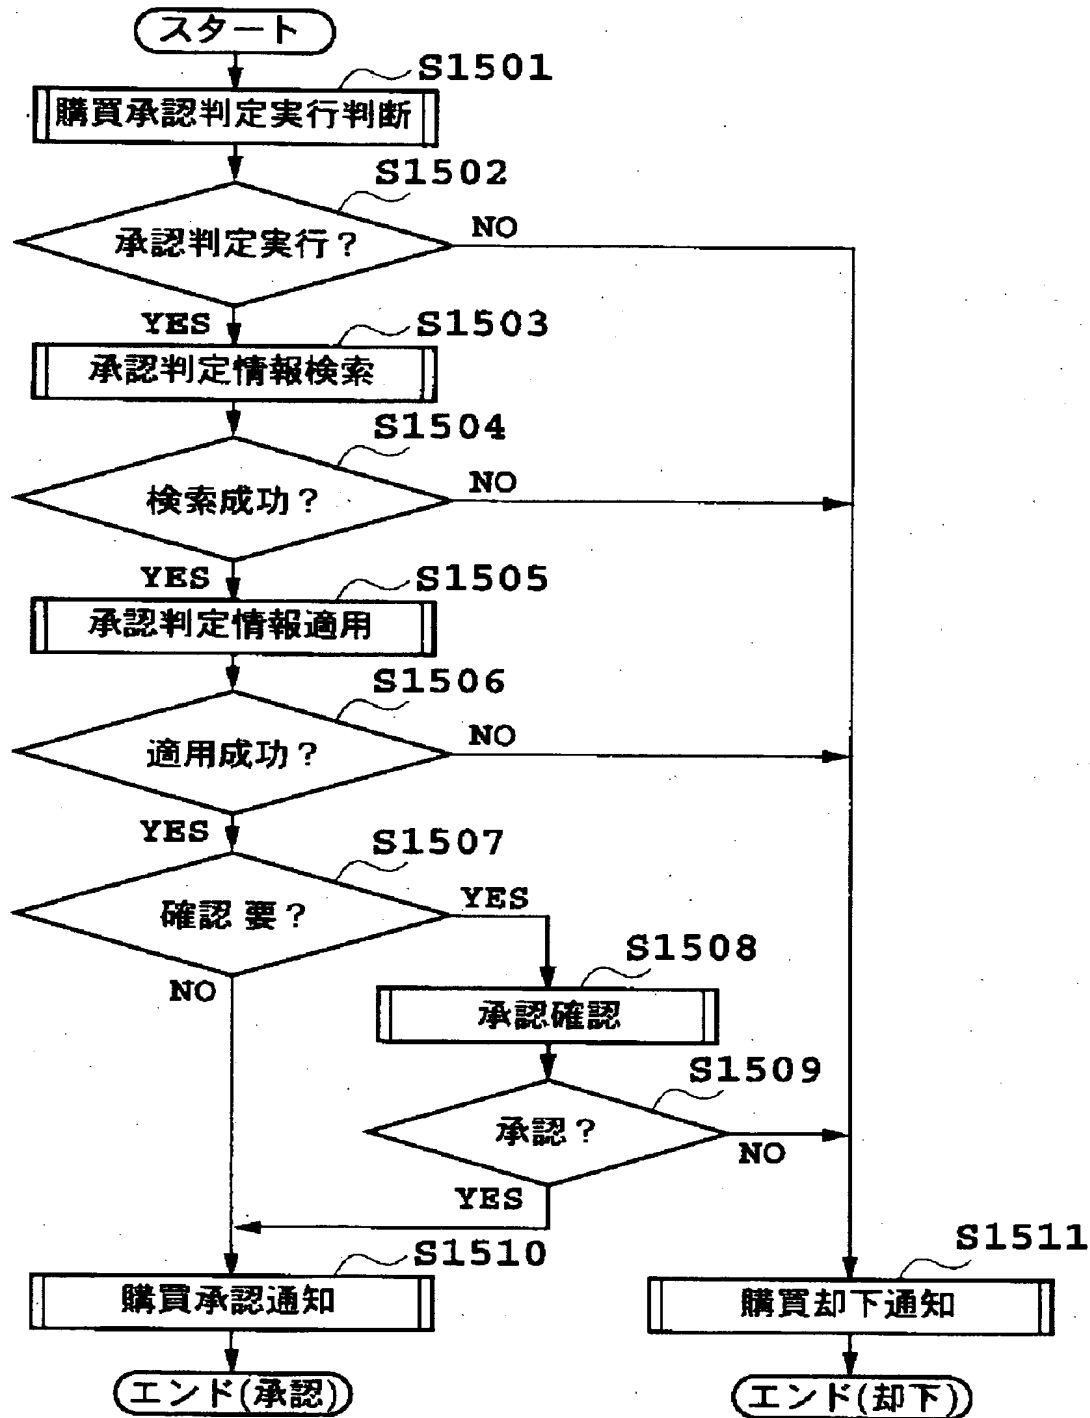 スタート
S1501
購買承認判定実行判断
S1502
承認判定実行？
NO
YES
S1503
承認判定情報検索
S1504
検索成功？
NO
YES
S1505
承認判定情報適用
S1506
適用成功？
NO
YES
S1507
確認 要？
YES
NO
S1508
承認確認
S1509
承認？
NO
YES
S1510
購買承認通知
S1511
購買却下通知
エンド(承認)
エンド(却下)